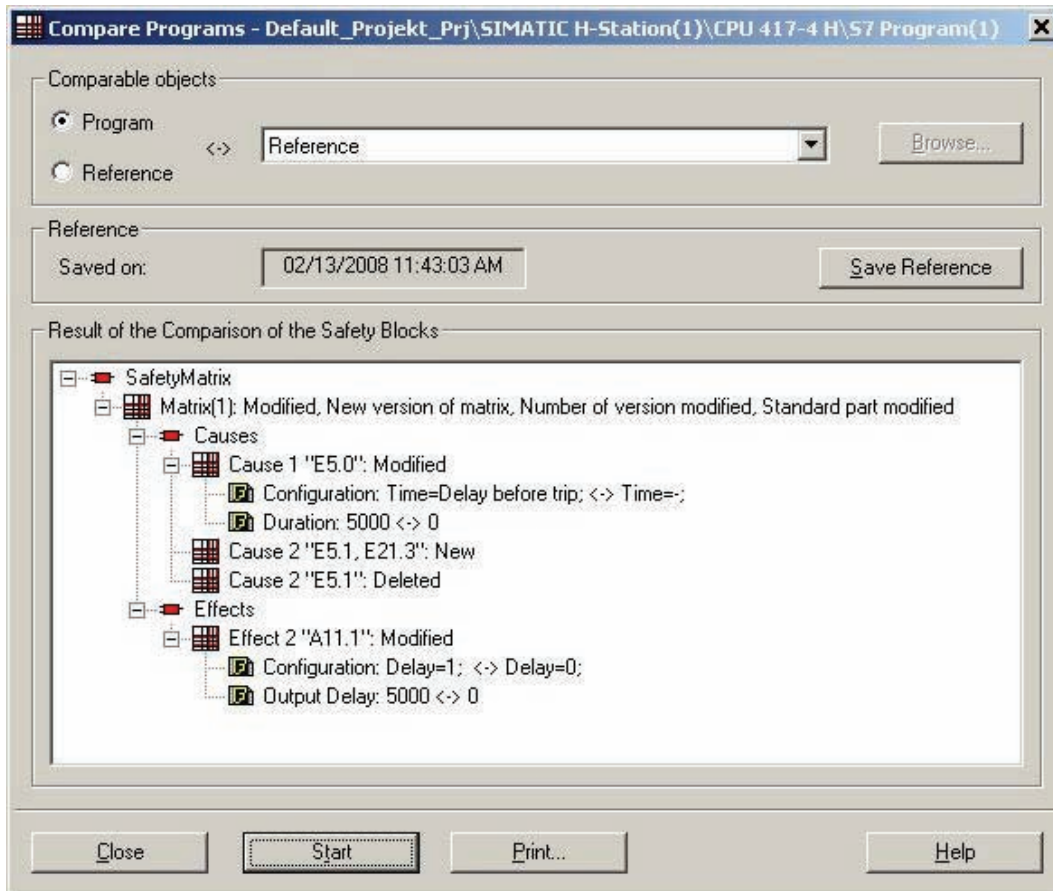 Compare Programs - Default_Projekt_Prj\SIMATIC H-Station(1)\CPU 417-4 H\S7 Program(1)
Comparable objects
Program
<->
Reference
Browse...
Reference
Reference
Saved on:
02/13/2008 11:43:03 AM
Save Reference
Result of the Comparison of the Safety Blocks
SafetyMatrix
Matrix(1): Modified, New version of matrix, Number of version modified, Standard part modified
Causes
Cause 1 "E5.0": Modified
Configuration: Time=Delay before trip; <-> Time=-;
Duration: 5000 <-> 0
Cause 2 "E5.1, E21.3": New
Cause 2 "E5.1": Deleted
Effects
Effect 2 "A11.1": Modified
Configuration: Delay=1; <-> Delay=0;
Output Delay: 5000 <-> 0
Close
Start
Print...
Help